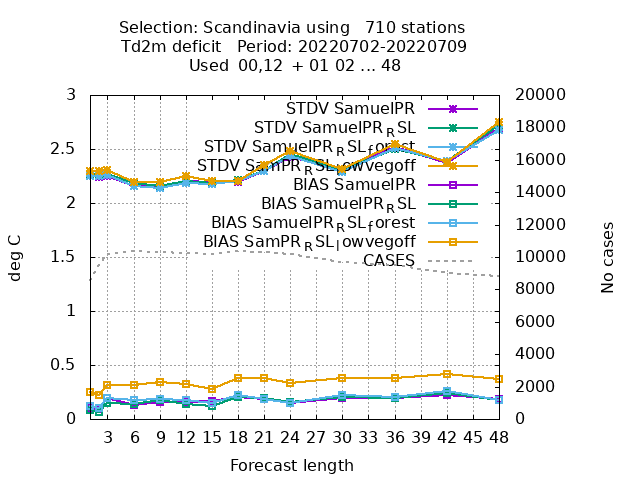 Selection: Scandinavia using 710 stations
Td2m deficit Period: 20220702-20220709
Used 00,12 + 01 02 ... 48
3
2.5
2
1.5
1
0.5
0
deg C
20000
18000
16000
14000
12000
10000
8000
6000
4000
2000
0
No cases
STDV SamuelPR
STDV SamuelPR_RSL
STDV SamuelPR_RSL_forest
STDV SamPR_RSL_lowvegoff
BIAS SamuelPR
BIAS SamuelPR_RSL
BIAS SamuelPR_RSL_forest
BIAS SamPR_RSL_lowvegoff
CASES
3 6 9 12 15 18 21 24 27 30 33 36 39 42 45 48
Forecast length